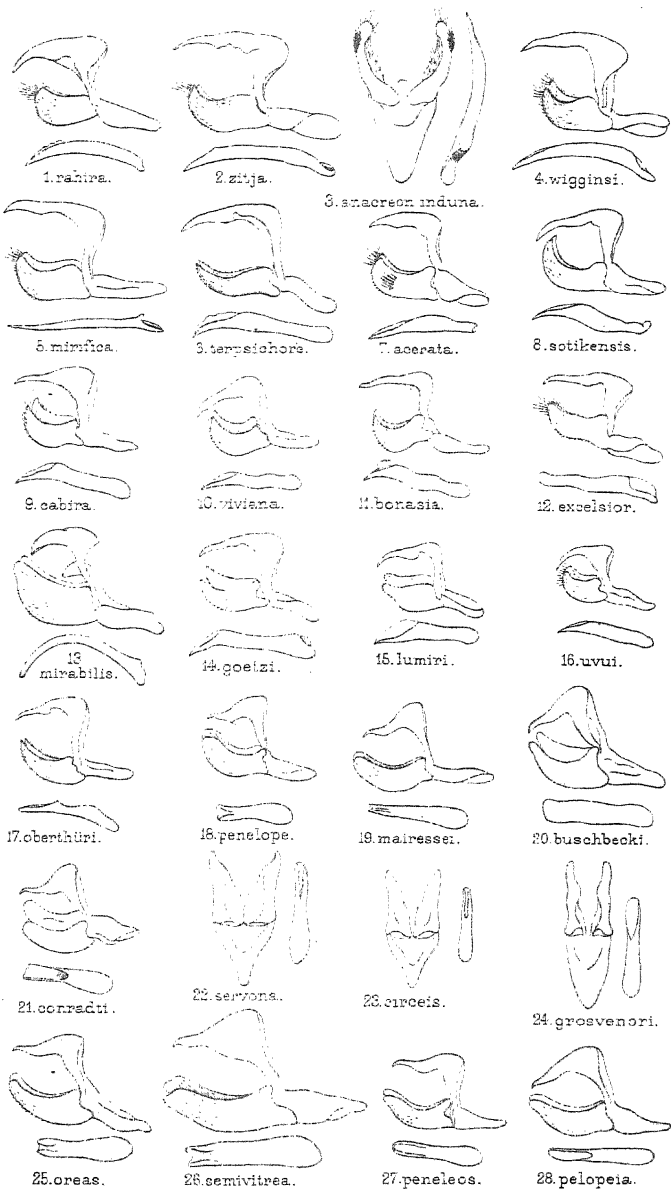 1. rahira.
2. zitja.
3. anacreon induna.
4. wigginsi.
5. mirifica.
6. terpsichore.
7. acerata.
8. sotikensis.
9. cabira.
10. viviana.
11. bonasia.
12. excelsior.
13
mirabilis.
14. goetzi.
15. lumiri.
16. uvui.
17. oberthüri.
18. penelope.
19. mairessei.
20. buschbecki.
21. conradti.
22. servona.
23. circeis.
24. grosvenori.
25. oreas.
26. semivitrea.
27. peneleos.
28. pelopeia.